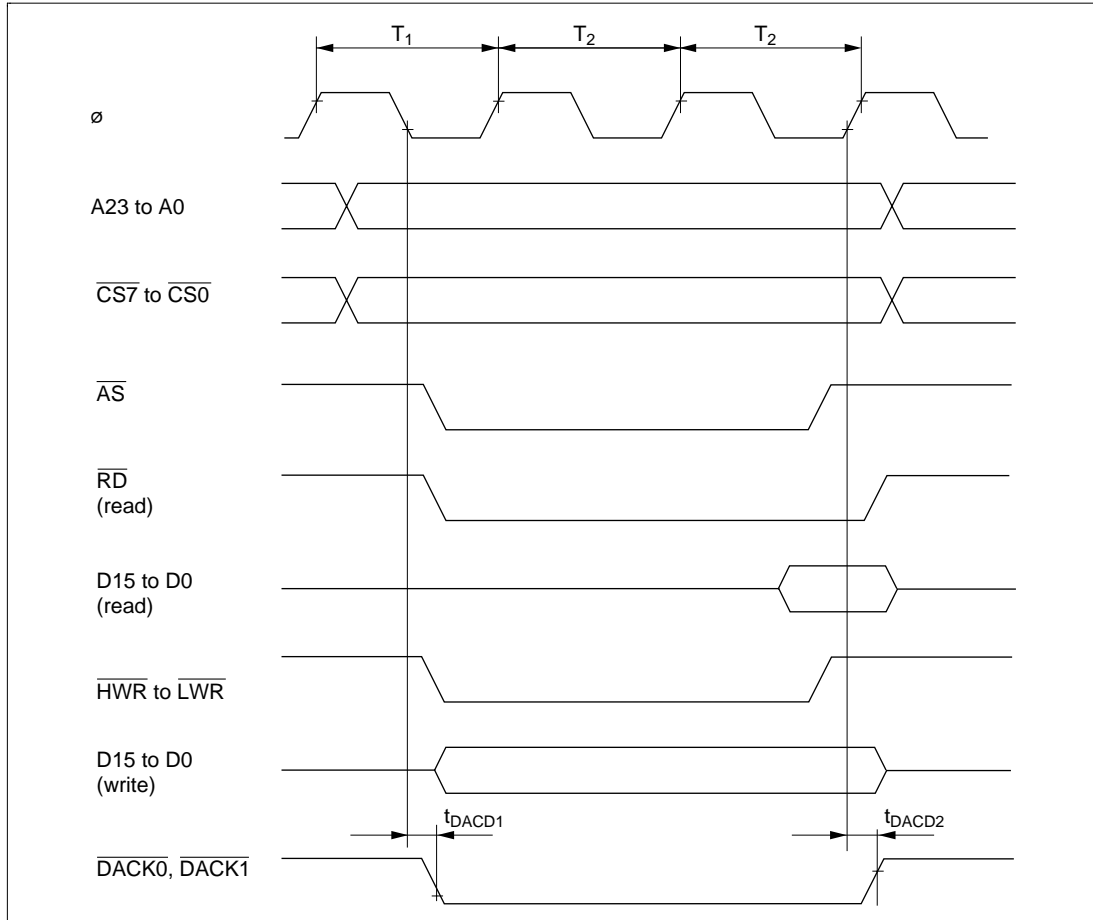 T1 T2 T2
ø
A23 to A0
CS7 to CS0
AS
RD
(read)
D15 to D0
(read)
HWR to LWR
D15 to D0
(write)
tDACD1 tDACD2
DACK0, DACK1